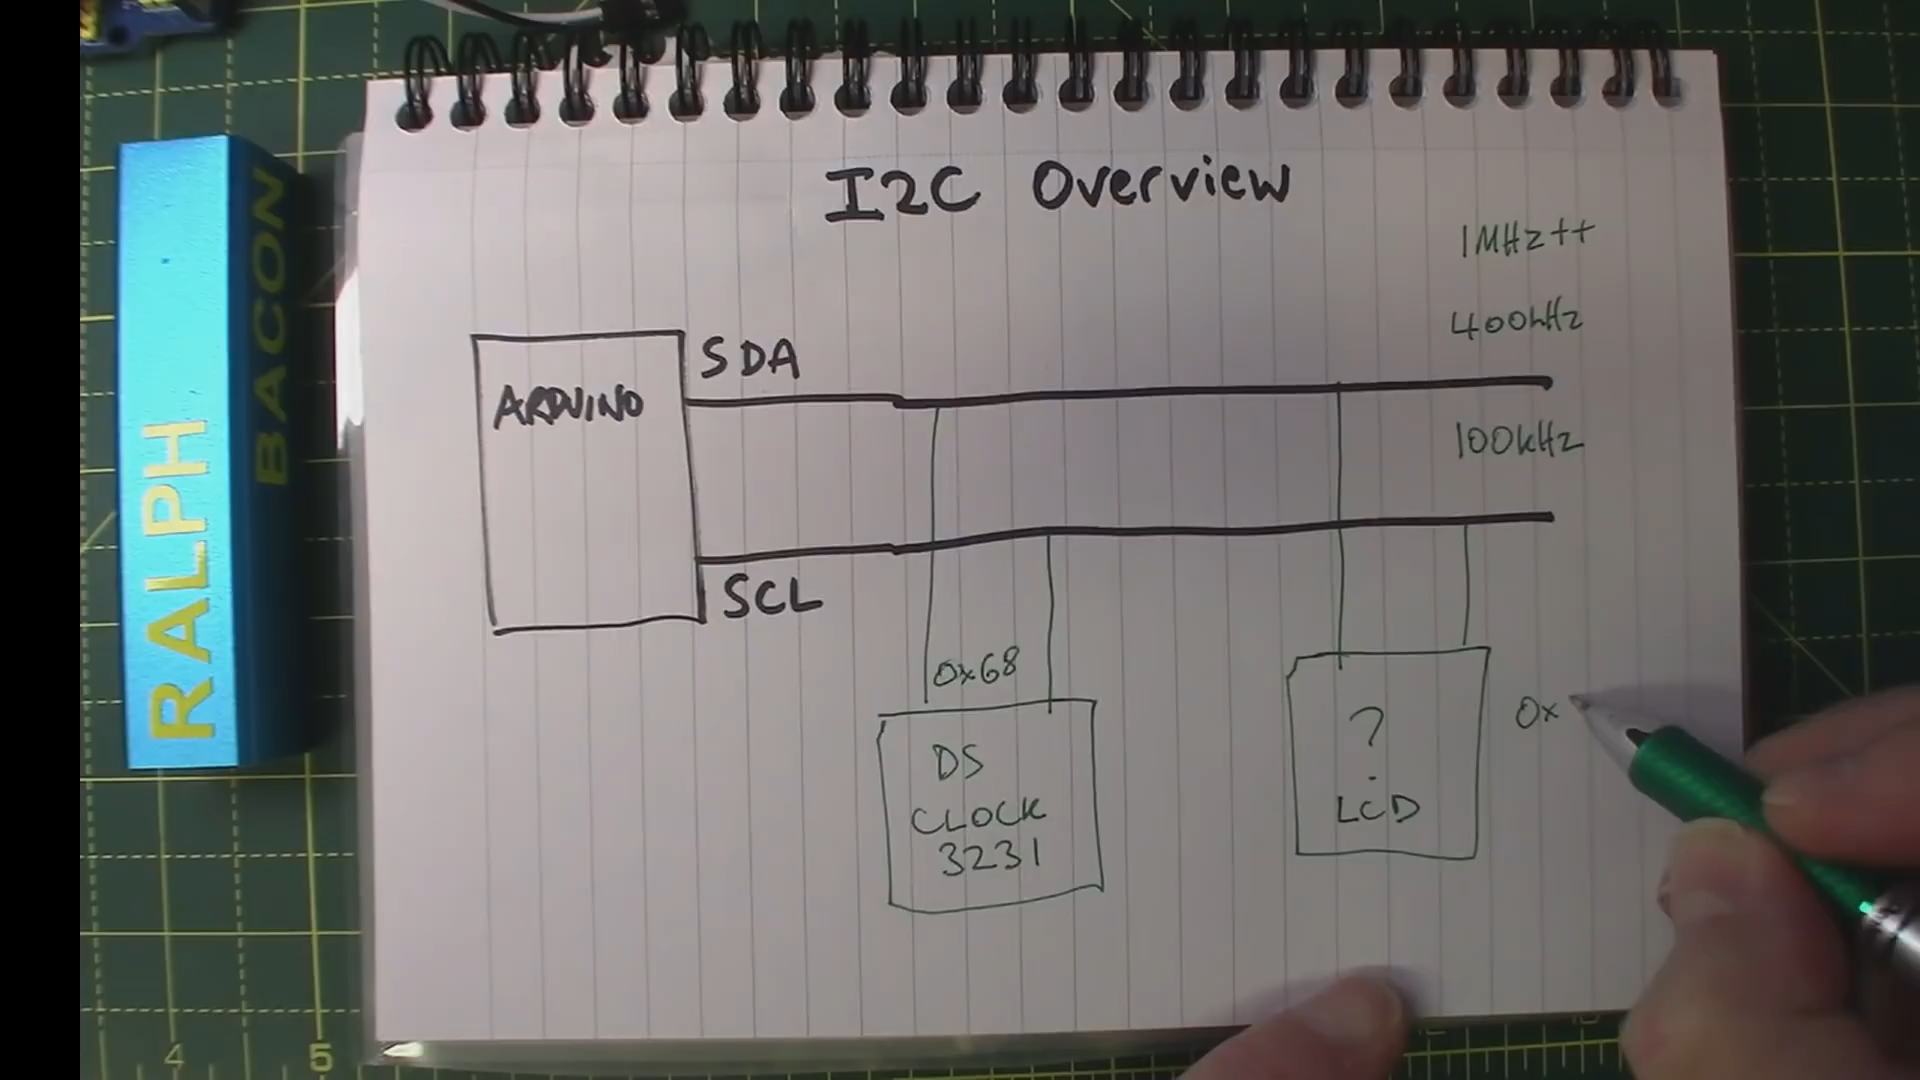 I2C Overview
1MHz++
400kHz
SDA
ARDUINO
100kHz
SCL
0x68
0x
DS
CLOCK
3231
?
LCD
RALPH
BACON
4
5